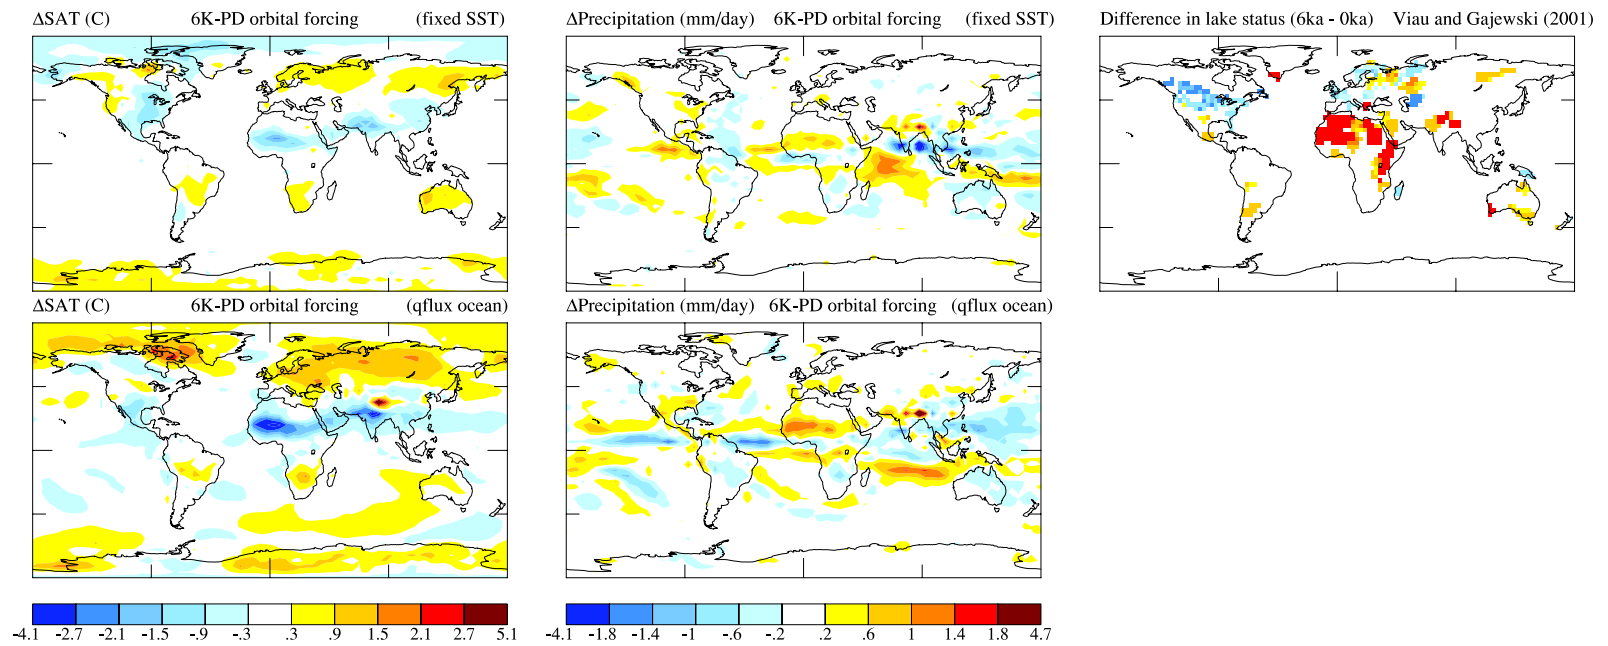 ΔSAT (C) 6K-PD orbital forcing (fixed SST)
ΔPrecipitation (mm/day) 6K-PD orbital forcing (fixed SST)
Difference in lake status (6ka - 0ka) Viau and Gajewski (2001)
ΔSAT (C) 6K-PD orbital forcing (qflux ocean)
ΔPrecipitation (mm/day) 6K-PD orbital forcing (qflux ocean)
-4.1 -2.7 -2.1 -1.5 -.9 -.3 .3 .9 1.5 2.1 2.7 5.1
-4.1 -1.8 -1.4 -1 -.6 -.2 .2 .6 1 1.4 1.8 4.7